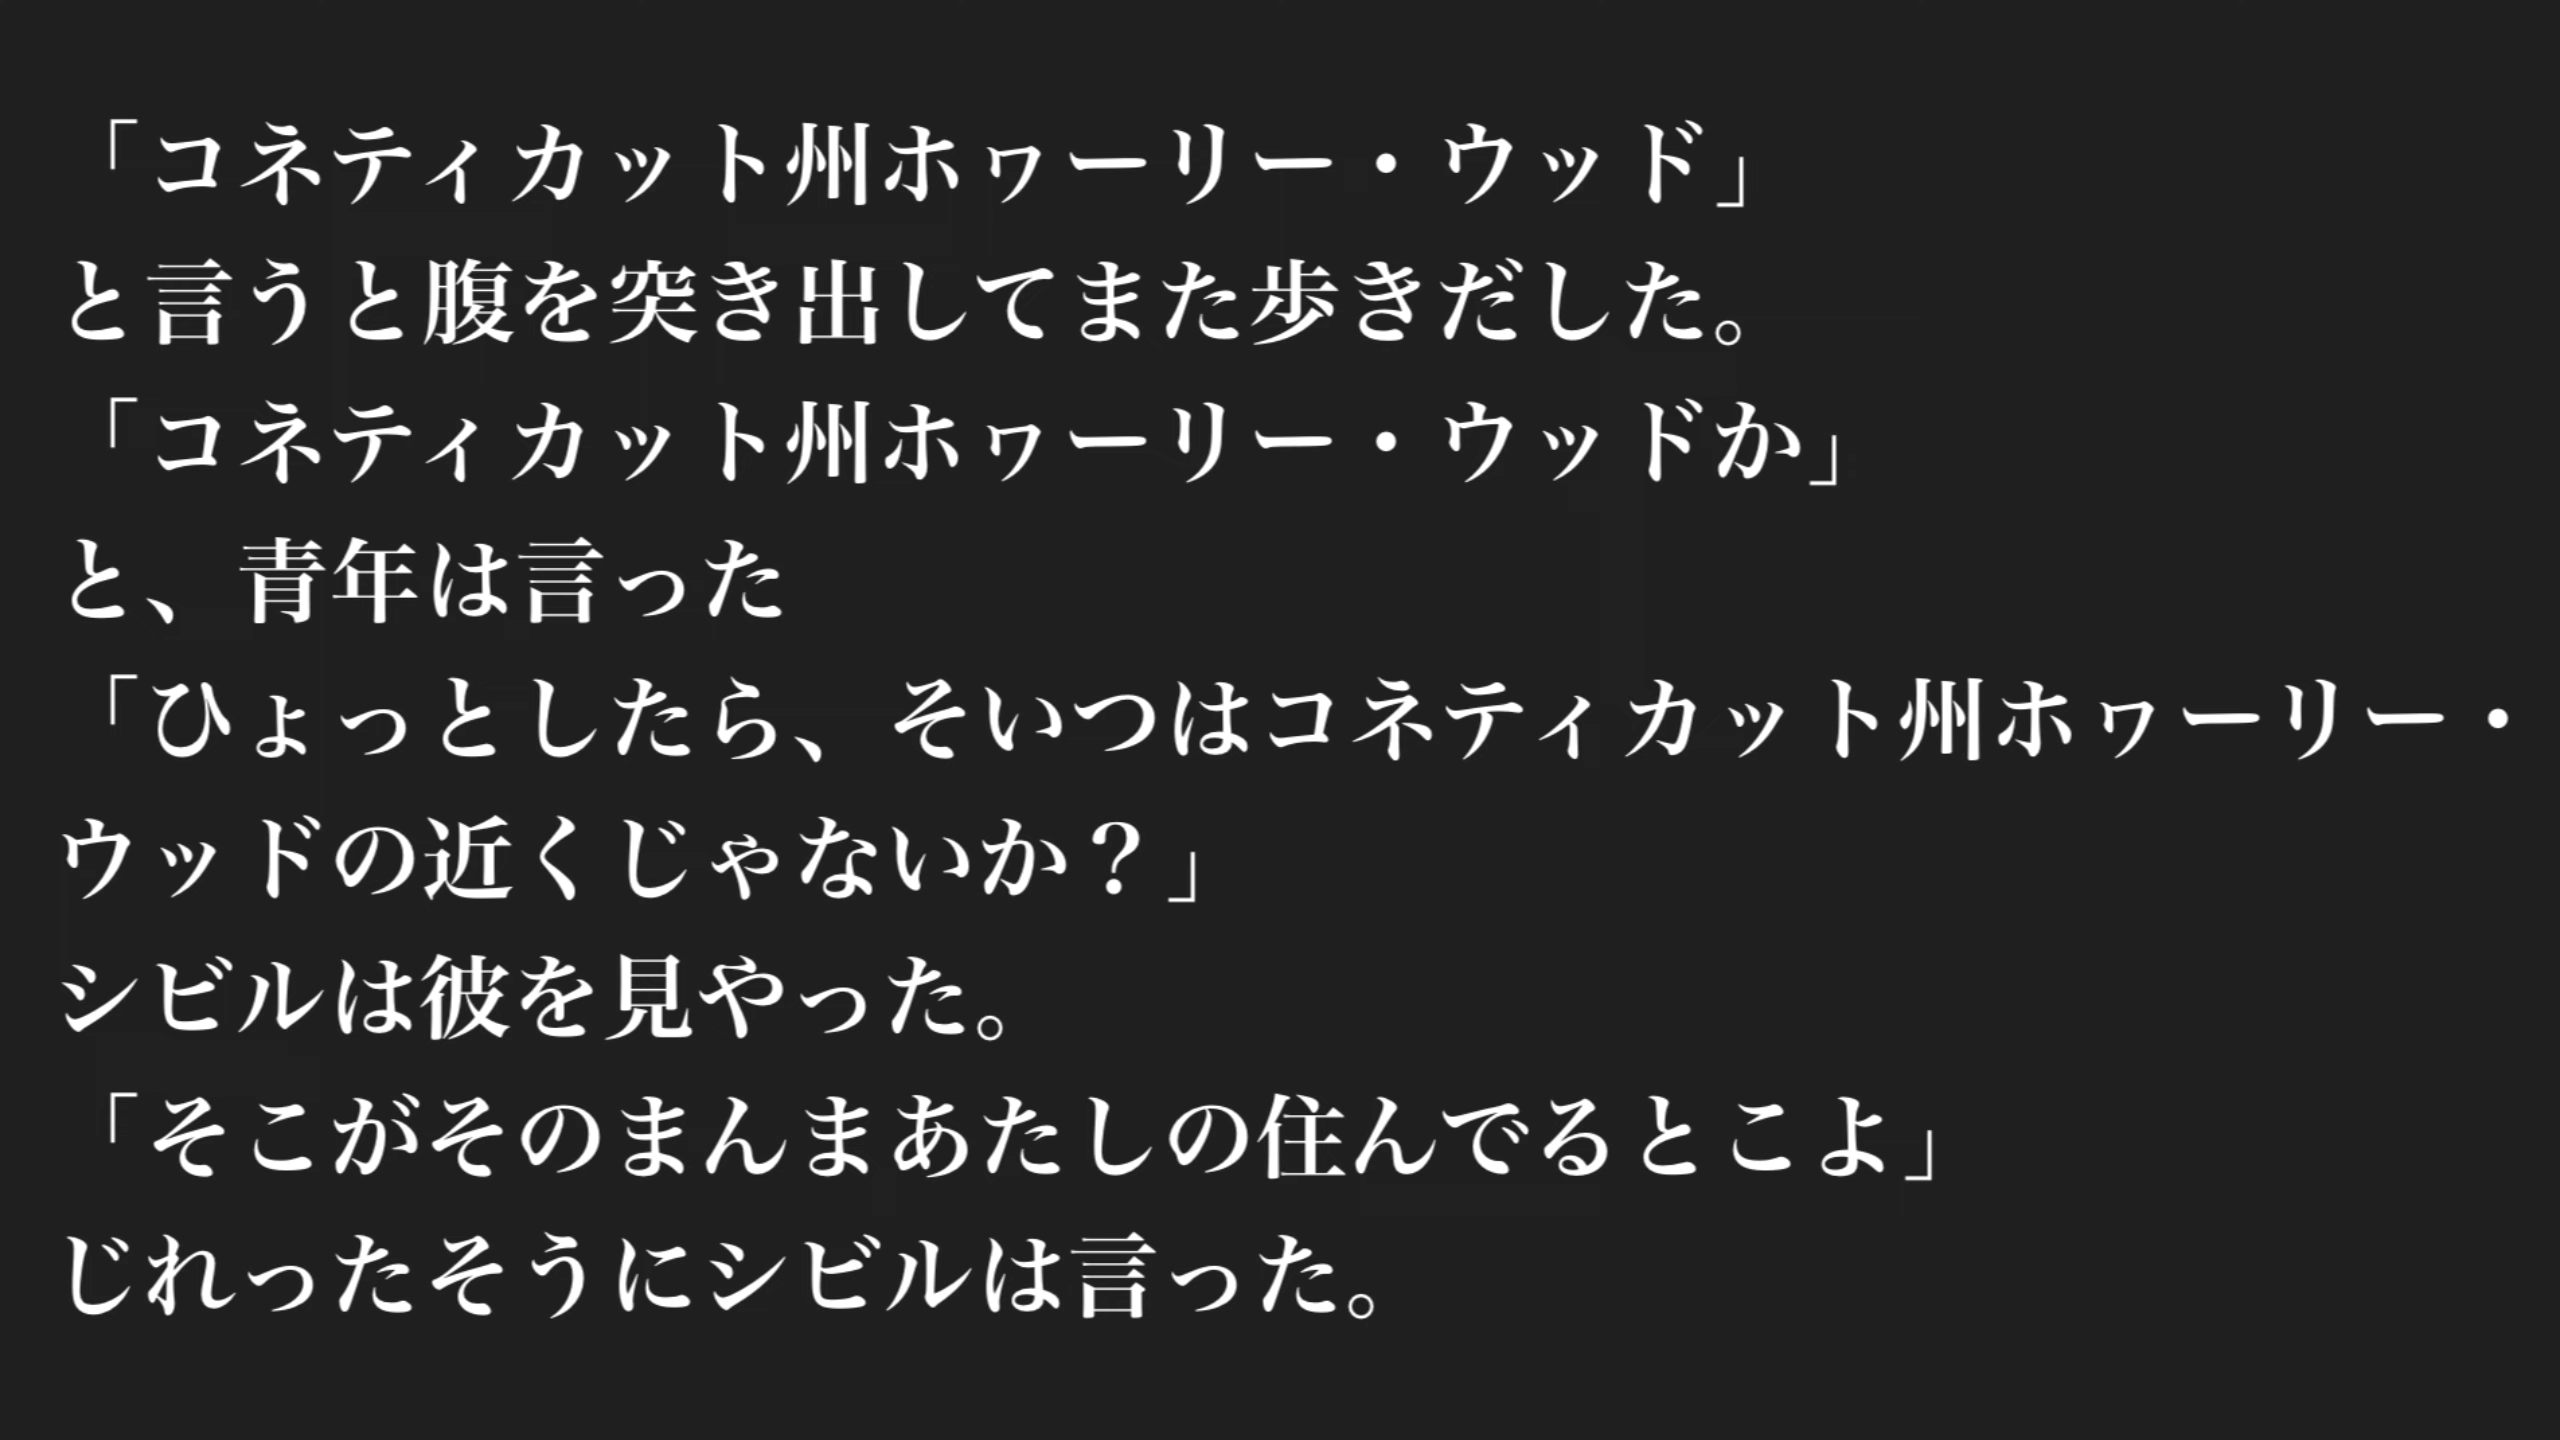 「コネティカット州ホヮーリー・ウッド」
と言うと腹を突き出してまた歩きだした。
「コネティカット州ホヮーリー・ウッドか」
と、青年は言った
「ひょっとしたら、そいつはコネティカット州ホヮーリー・
ウッドの近くじゃないか？」
シビルは彼を見やった。
「そこがそのまんまあたしの住んでるとこよ」
じれったそうにシビルは言った。